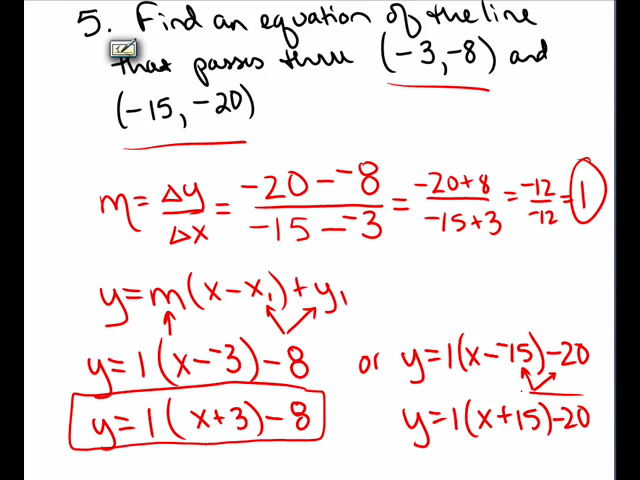 5. Find an equation of the line
that passes thru (-3, -8) and
(-15, -20)
m = Δy/Δx = (-20 - -8)/(-15 - -3) = (-20+8)/(-15+3) = -12/-12 = 1
y = m(x - x₁) + y₁
y = 1(x - -3) - 8 or y = 1(x - -15) - 20
y = 1(x+3) - 8 y = 1(x+15) - 20